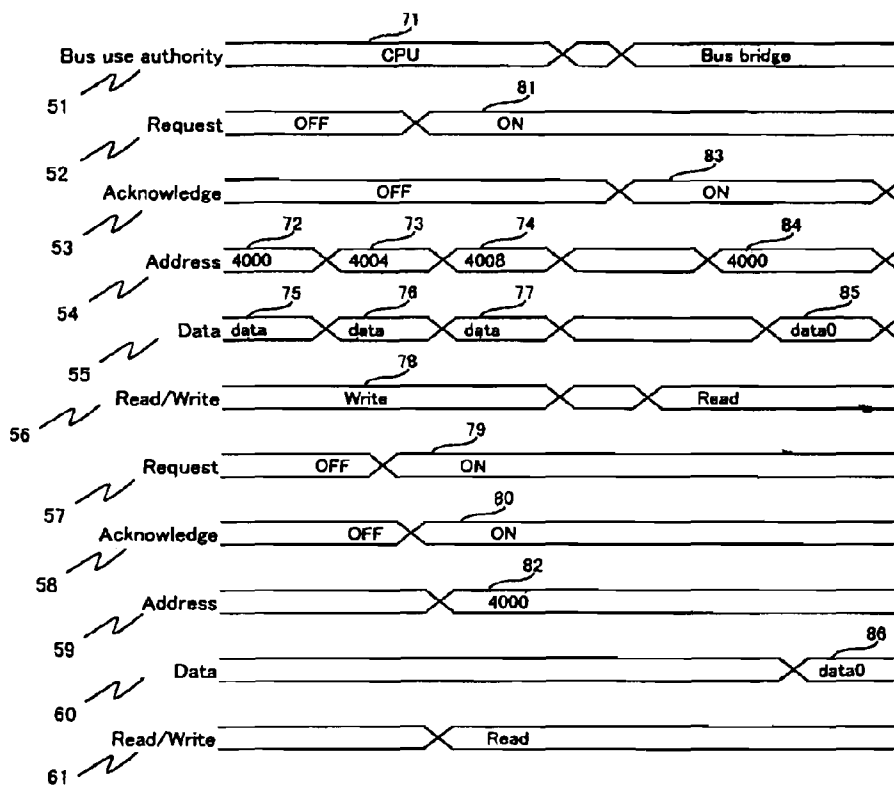 71
Bus use authority CPU Bus bridge
51
81
Request OFF ON
52
83
Acknowledge OFF ON
53
72 73 74 84
Address 4000 4004 4008 4000
54
75 76 77 85
Data data data data data0
55
78
Read/Write Write Read
56
79
Request OFF ON
57
80
Acknowledge OFF ON
58
82
Address 4000
59
86
Data data0
60
Read/Write Read
61